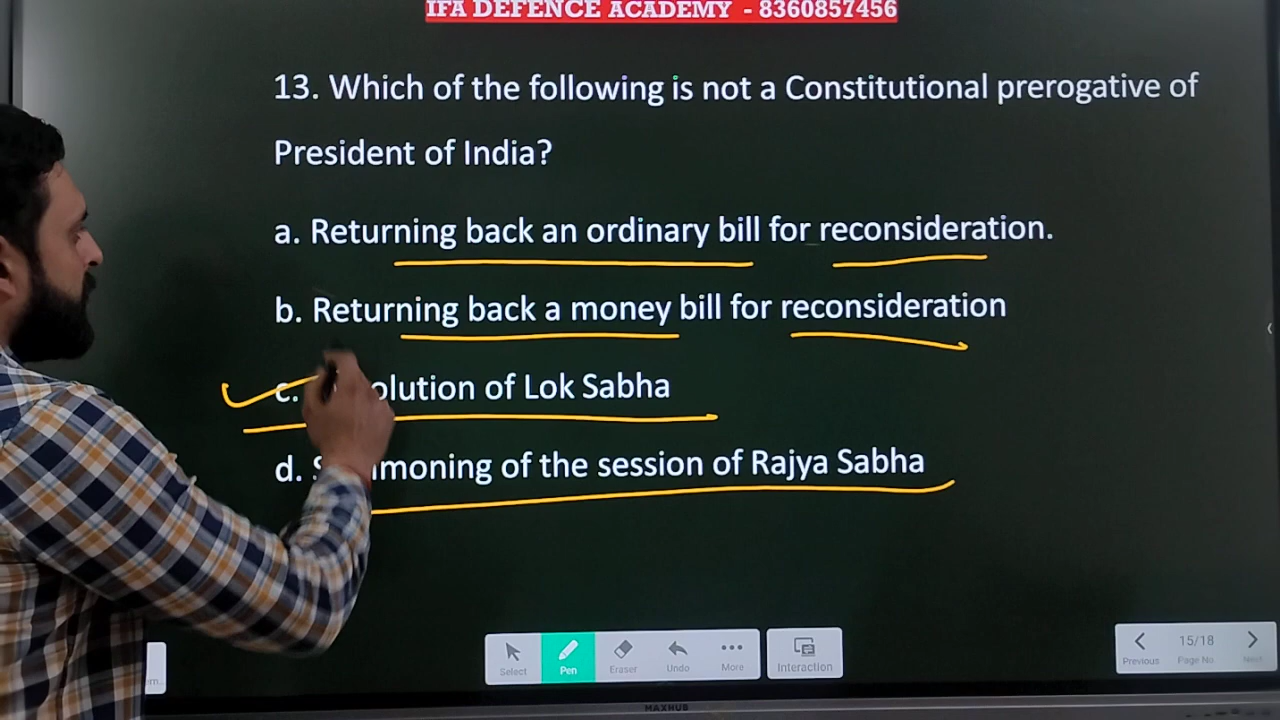 IFA DEFENCE ACADEMY - 8360857456
13. Which of the following is not a Constitutional prerogative of
President of India?
a. Returning back an ordinary bill for reconsideration.
b. Returning back a money bill for reconsideration
c. of Lok Sabha
d. of the session of Rajya Sabha
Select
Pen
Eraser
Undo
More
Interaction
15/18
Previous
Page No.
Next
MAXHUB